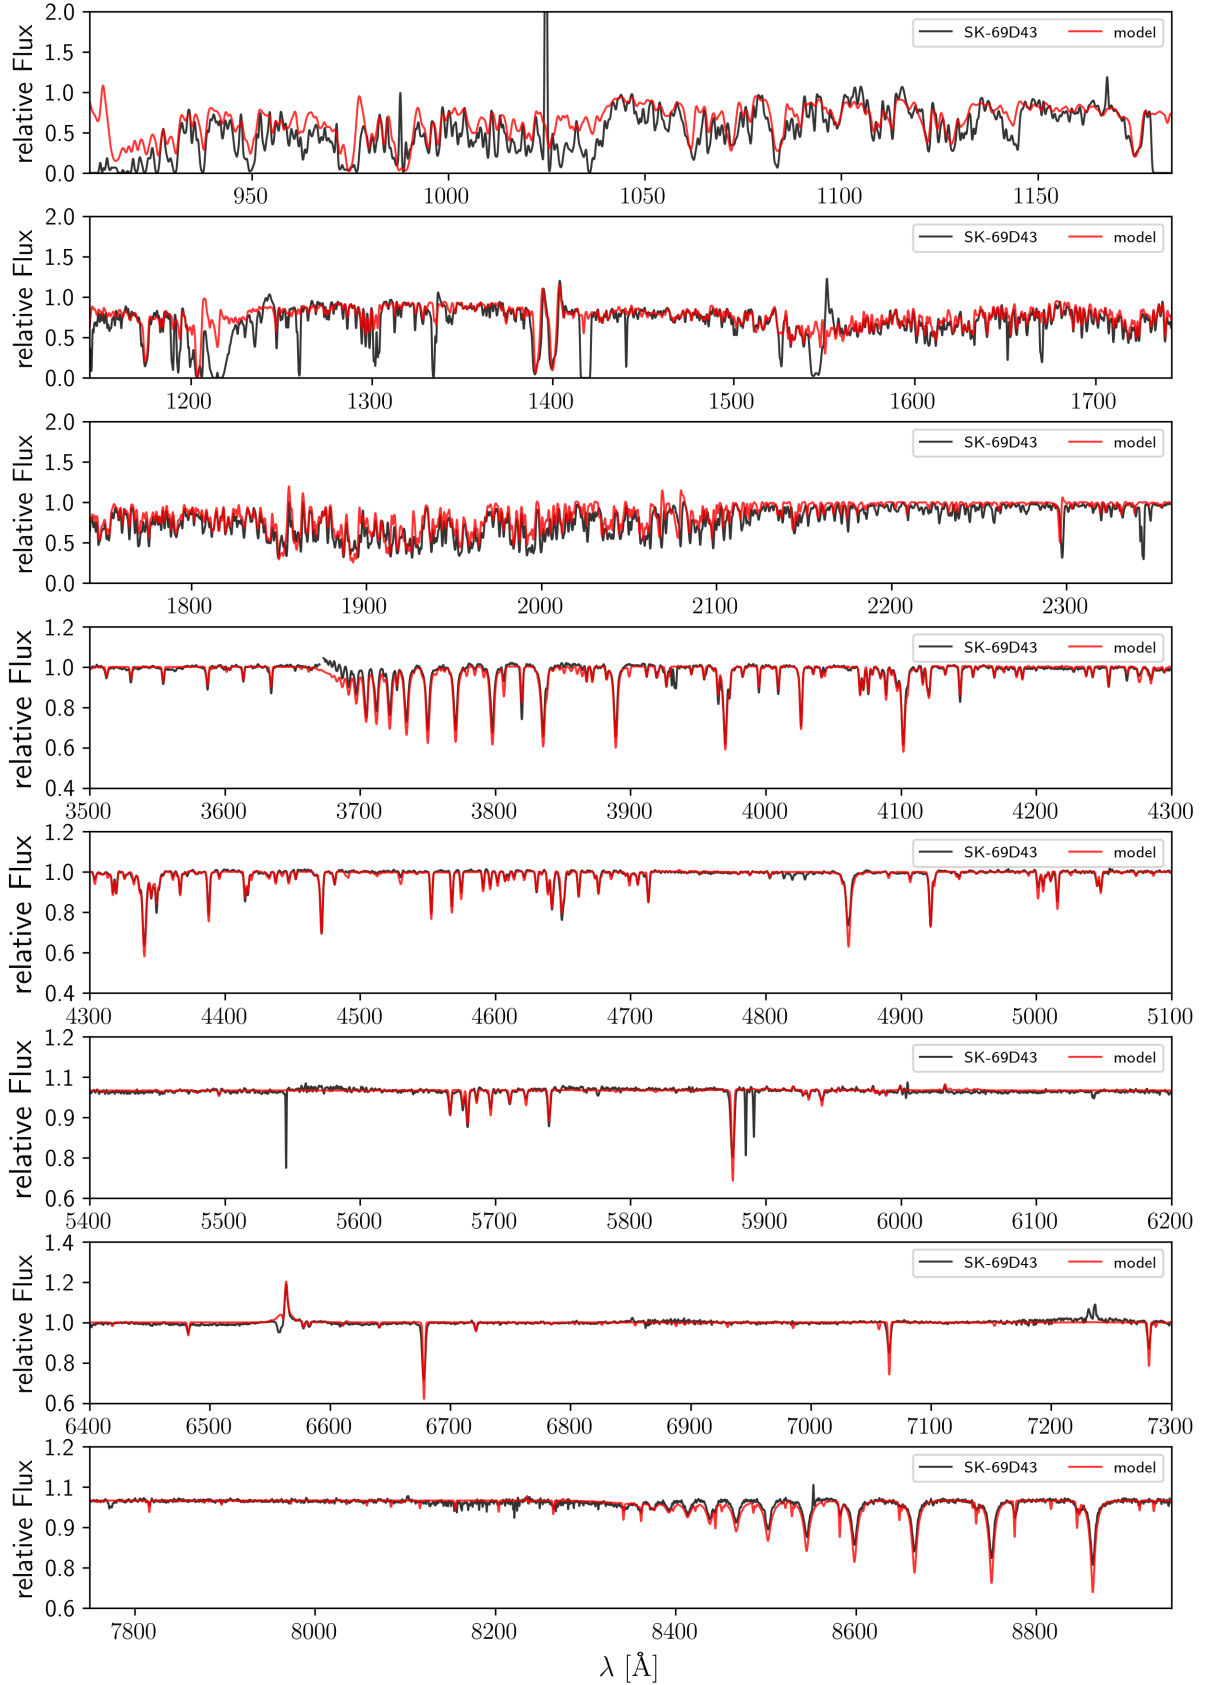 relative Flux
2.0
1.5
1.0
0.5
0.0
SK-69D43 model
950 1000 1050 1100 1150
relative Flux
2.0
1.5
1.0
0.5
0.0
SK-69D43 model
1200 1300 1400 1500 1600 1700
relative Flux
2.0
1.5
1.0
0.5
0.0
SK-69D43 model
1800 1900 2000 2100 2200 2300
relative Flux
1.2
1.0
0.8
0.6
0.4
SK-69D43 model
3500 3600 3700 3800 3900 4000 4100 4200 4300
relative Flux
1.2
1.0
0.8
0.6
0.4
SK-69D43 model
4300 4400 4500 4600 4700 4800 4900 5000 5100
relative Flux
1.2
1.1
0.9
0.8
0.6
SK-69D43 model
5400 5500 5600 5700 5800 5900 6000 6100 6200
relative Flux
1.4
1.2
1.0
0.8
0.6
SK-69D43 model
6400 6500 6600 6700 6800 6900 7000 7100 7200 7300
relative Flux
1.2
1.1
0.9
0.8
0.6
SK-69D43 model
7800 8000 8200 8400 8600 8800
λ [Å]